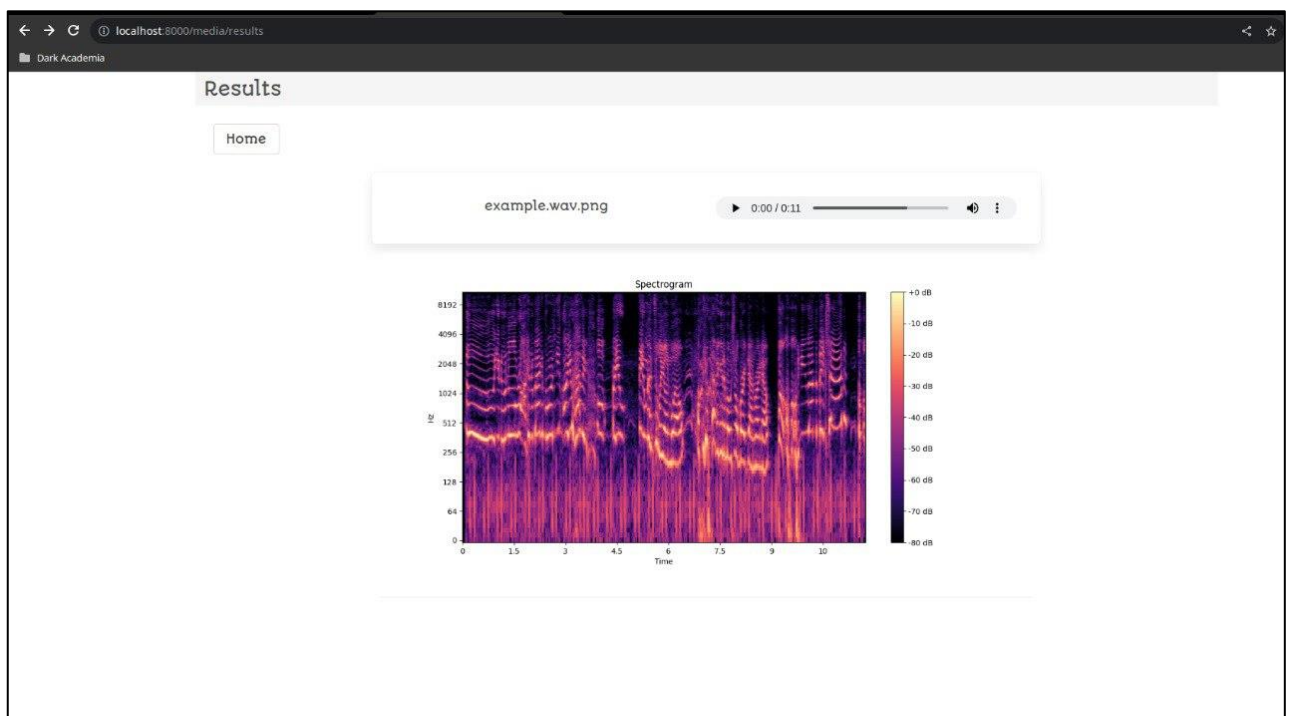 localhost:8000/media/results
Dark Academia
Results
Home
example.wav.png
0:00 / 0:11
Spectrogram
8192
4096
2048
1024
512
256
128
64
0
Hz
0 1.5 3 4.5 6 7.5 9 10
Time
+0 dB
-10 dB
-20 dB
-30 dB
-40 dB
-50 dB
-60 dB
-70 dB
-80 dB